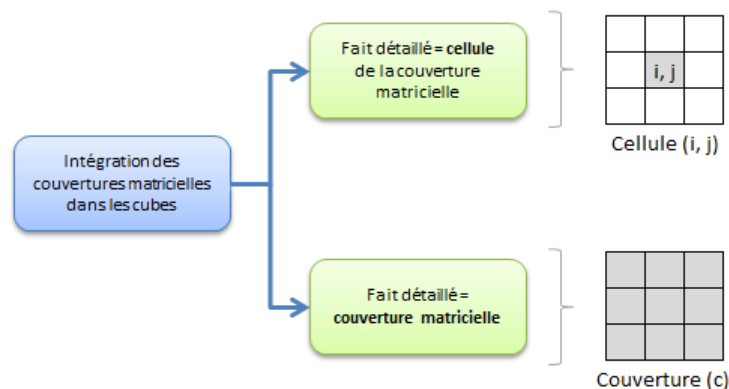 Intégration des
couvertures matricielles
dans les cubes
Fait détaillé = cellule
de la couverture
matricielle
i, j
Cellule (i, j)
Fait détaillé =
couverture matricielle
Couverture (c)